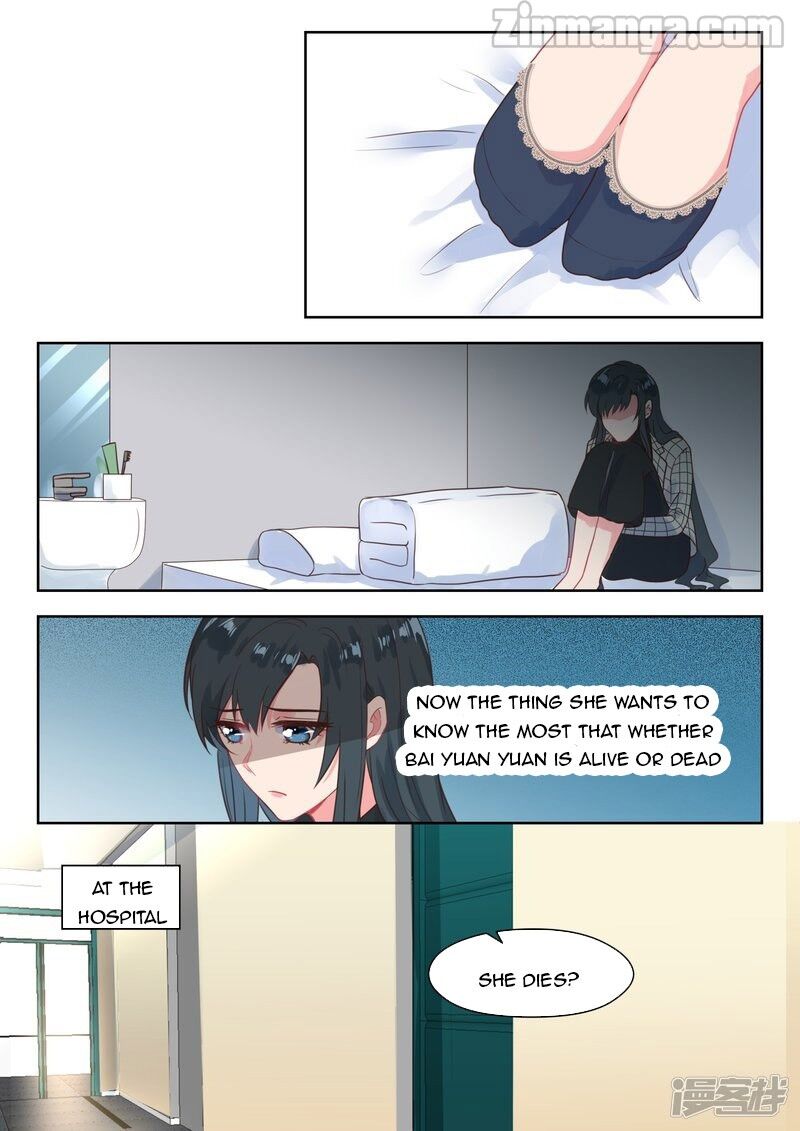 Zinmanga.com
NOW THE THING SHE WANTS TO
KNOW THE MOST THAT WHETHER
BAI YUAN YUAN IS ALIVE OR DEAD
AT THE
HOSPITAL
SHE DIES?
漫客栈